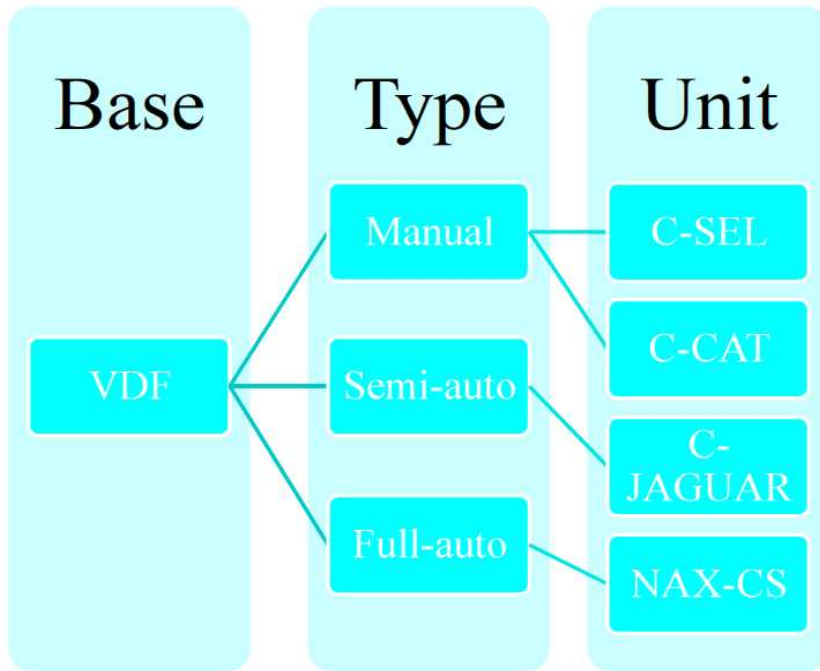 Base
Type
Unit
VDF
Manual
Semi-auto
Full-auto
C-SEL
C-CAT
C-
JAGUAR
NAX-CS